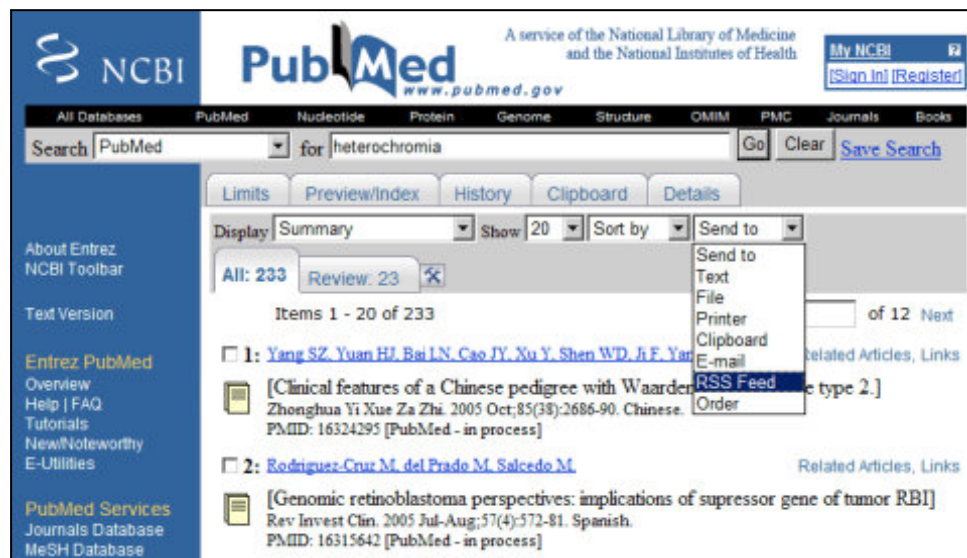 NCBI
PubMed
www.pubmed.gov
A service of the National Library of Medicine
and the National Institutes of Health
My NCBI
[Sign In] [Register]
All Databases PubMed Nucleotide Protein Genome Structure OMIM PMC Journals Books
Search PubMed for heterochromia Go Clear Save Search
Limits Preview/Index History Clipboard Details
Display Summary Show 20 Sort by Send to
Send to
Text
File
Printer
Clipboard
E-mail
RSS Feed
Order
All: 233 Review: 23
Items 1 - 20 of 233 of 12 Next
1: Yang SZ, Yuan HJ, Bai LN, Cao JY, Xu Y, Shen WD, Ji F, Related Articles, Links
[Clinical features of a Chinese pedigree with type 2.]
Zhonghua Yi Xue Za Zhi. 2005 Oct;85(38):2686-90. Chinese.
PMID: 16324295 [PubMed - in process]
2: Rodriguez-Cruz M, del Prado M, Salcedo M. Related Articles, Links
[Genomic retinoblastoma perspectives: implications of supressor gene of tumor RBI]
Rev Invest Clin. 2005 Jul-Aug;57(4):572-81. Spanish.
PMID: 16315642 [PubMed - in process]
About Entrez
NCBI Toolbar
Text Version
Entrez PubMed
Overview
Help | FAQ
Tutorials
New/Noteworthy
E-Utilities
PubMed Services
Journals Database
MeSH Database